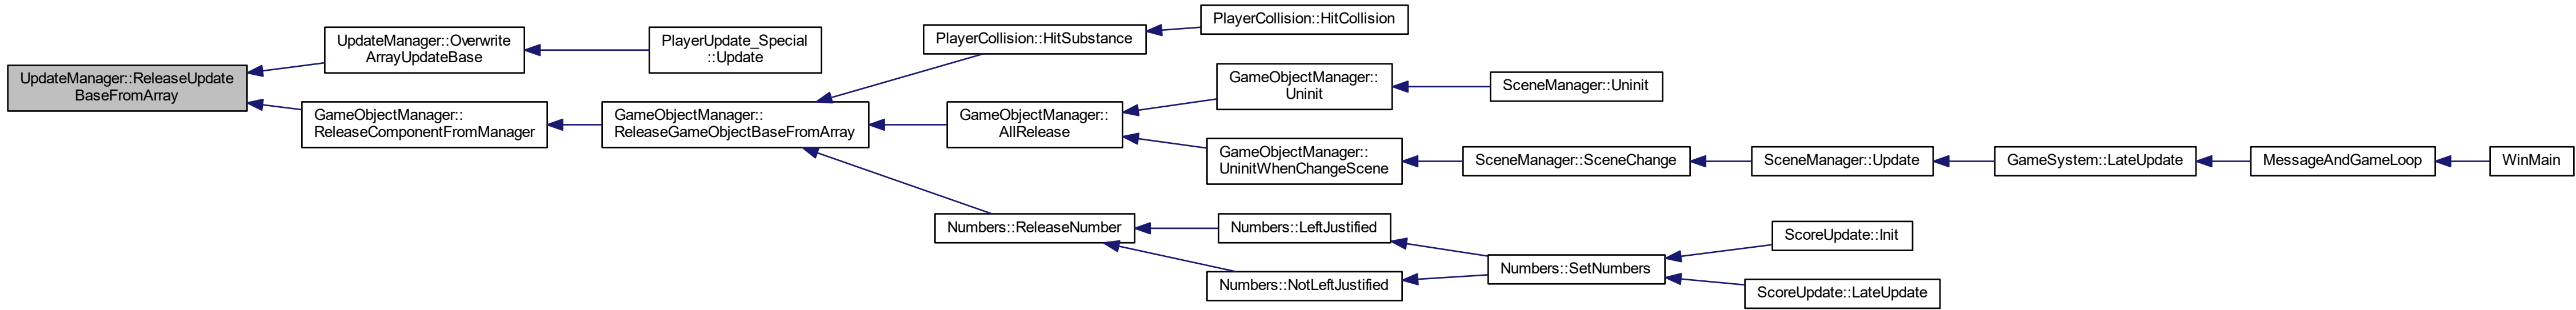 UpdateManager::ReleaseUpdate
BaseFromArray
UpdateManager::Overwrite
ArrayUpdateBase
PlayerUpdate_Special
::Update
GameObjectManager::
ReleaseComponentFromManager
GameObjectManager::
ReleaseGameObjectBaseFromArray
PlayerCollision::HitSubstance
PlayerCollision::HitCollision
GameObjectManager::
AllRelease
GameObjectManager::
Uninit
SceneManager::Uninit
GameObjectManager::
UninitWhenChangeScene
SceneManager::SceneChange
SceneManager::Update
GameSystem::LateUpdate
MessageAndGameLoop
WinMain
Numbers::ReleaseNumber
Numbers::LeftJustified
Numbers::NotLeftJustified
Numbers::SetNumbers
ScoreUpdate::Init
ScoreUpdate::LateUpdate